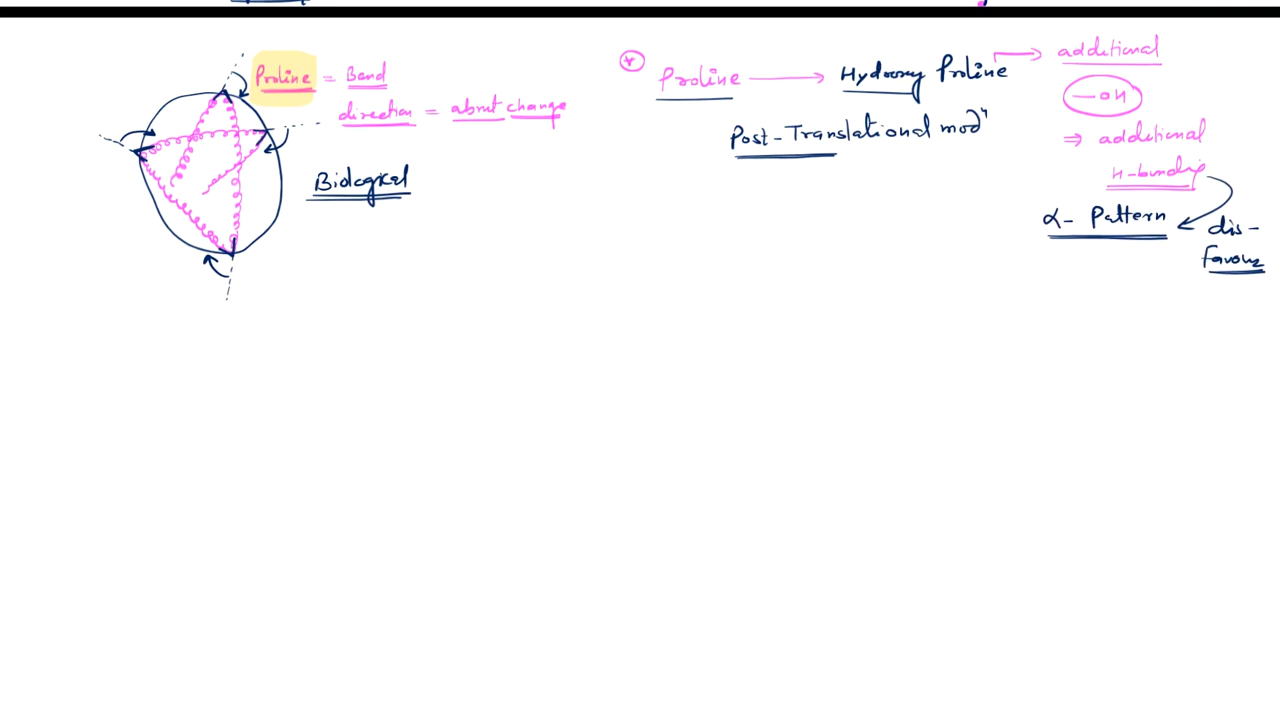 Proline = Bend
direction = abrupt change
Biological
* Proline → Hydroxy Proline → additional
-OH
Post-Translational modⁿ
⇒ additional
H-bonding
α- Pattern ← dis-
favour